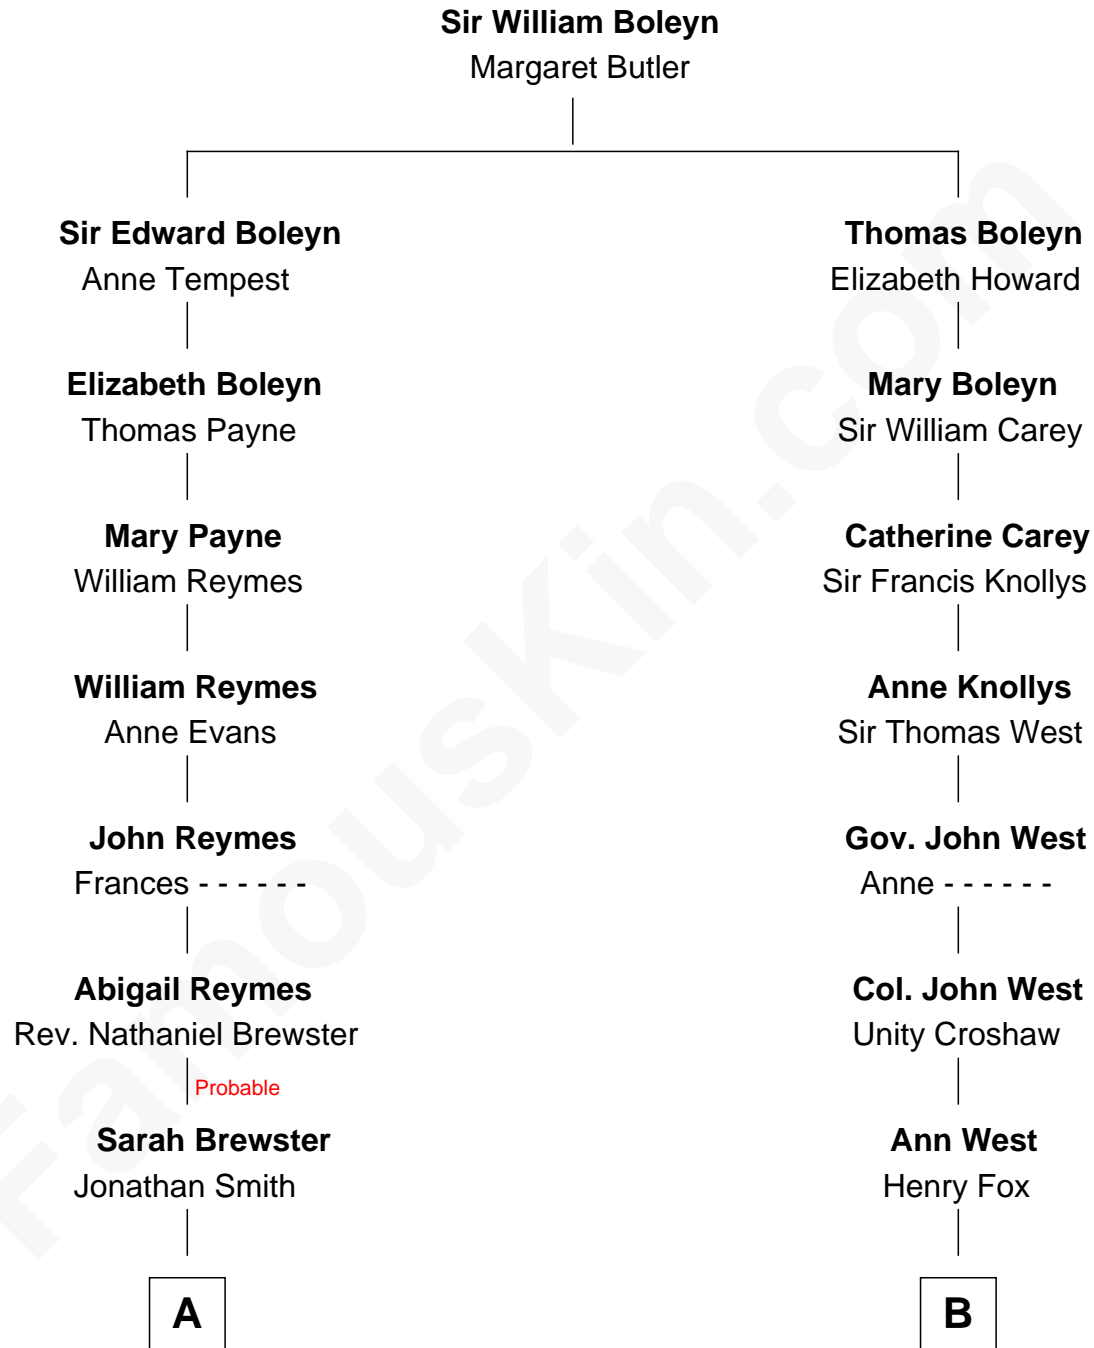 Sir William Boleyn
Margaret Butler
Sir Edward Boleyn
Anne Tempest
Thomas Boleyn
Elizabeth Howard
Elizabeth Boleyn
Thomas Payne
Mary Boleyn
Sir William Carey
Mary Payne
William Reymes
Catherine Carey
Sir Francis Knollys
William Reymes
Anne Evans
Anne Knollys
Sir Thomas West
John Reymes
Frances - - - - - -
Gov. John West
Anne - - - - - -
Abigail Reymes
Rev. Nathaniel Brewster
Col. John West
Unity Croshaw
Probable
Sarah Brewster
Jonathan Smith
Ann West
Henry Fox
A
B
FamousKin.com